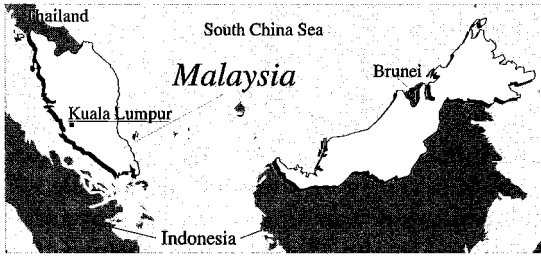 Thailand
South China Sea
Malaysia
Brunei
Kuala Lumpur
Indonesia